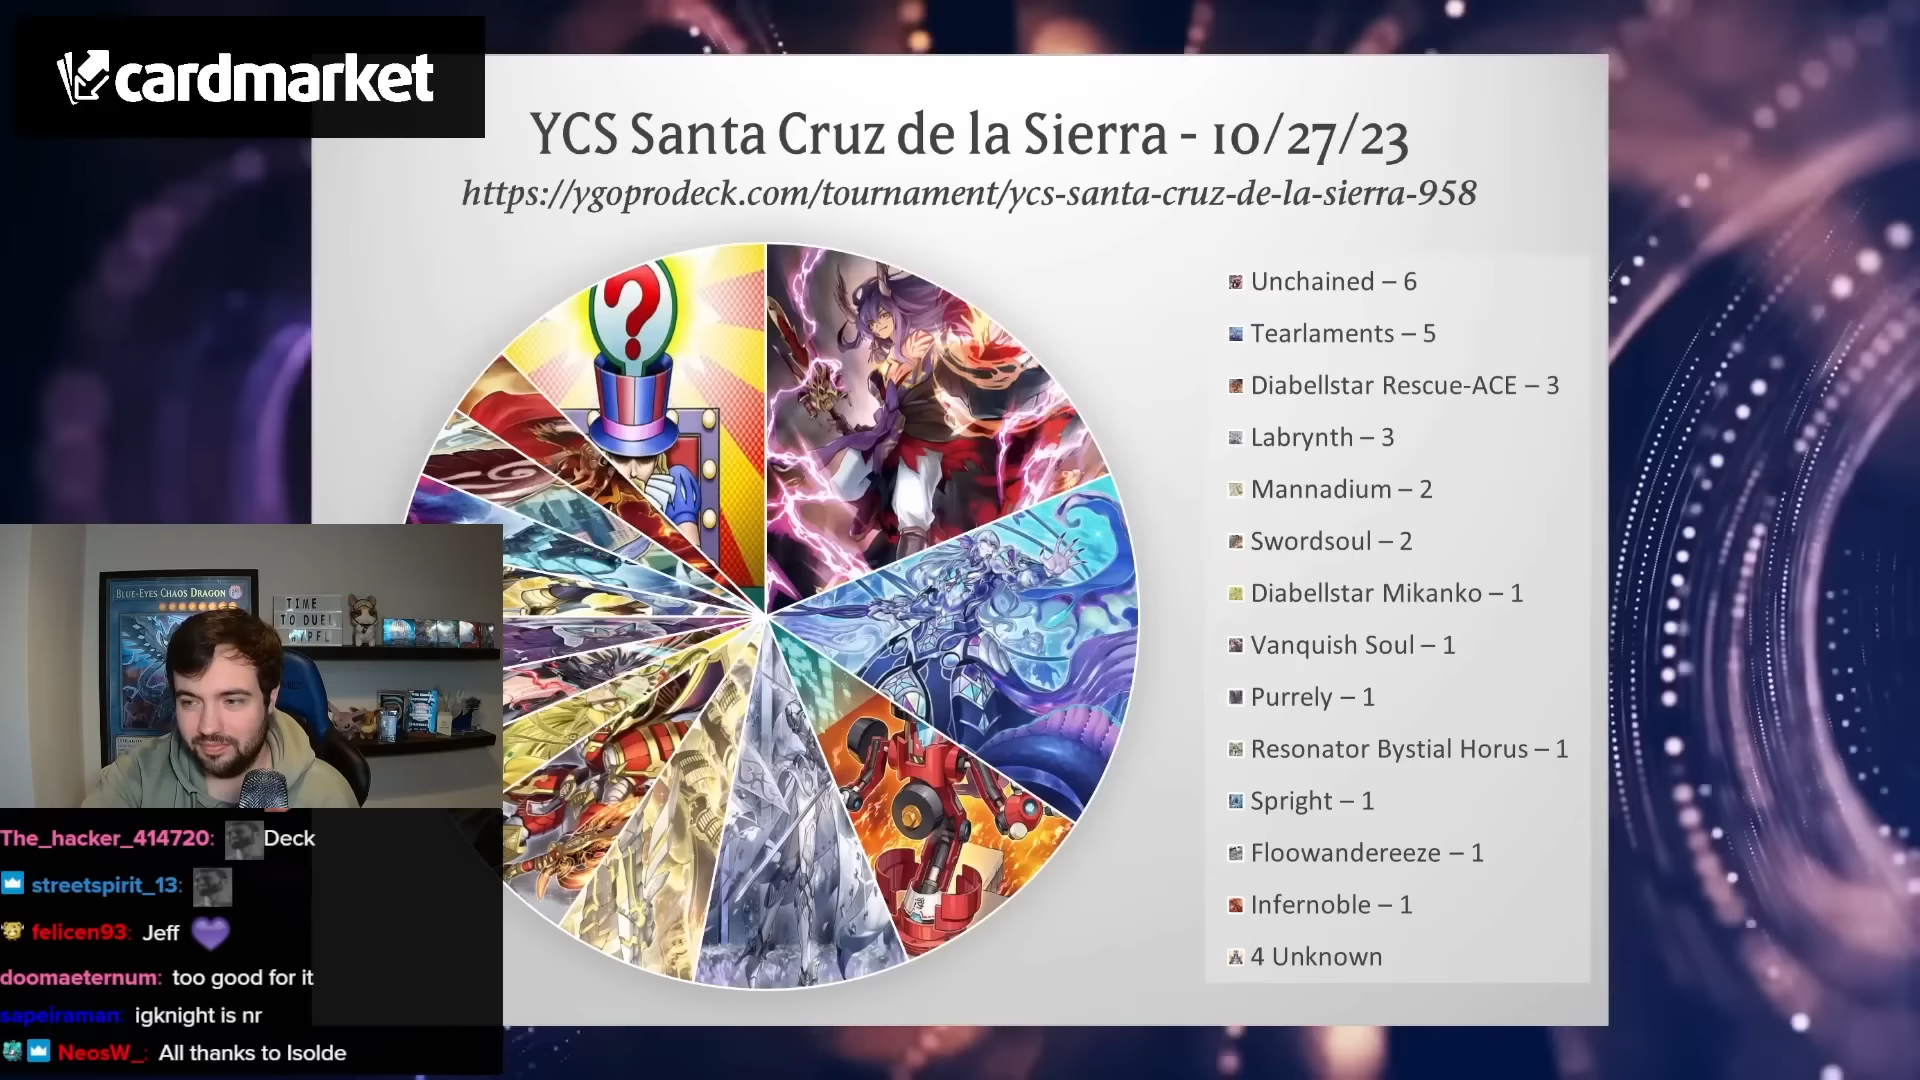 cardmarket
YCS Santa Cruz de la Sierra - 10/27/23
https://ygoprodeck.com/tournament/ycs-santa-cruz-de-la-sierra-958
Unchained – 6
Tearlaments – 5
Diabellstar Rescue-ACE – 3
Labrynth – 3
Mannadium – 2
Swordsoul – 2
Diabellstar Mikanko – 1
Vanquish Soul – 1
Purrely – 1
Resonator Bystial Horus – 1
Spright – 1
Floowandereeze – 1
Infernoble – 1
4 Unknown
?
BLUE-EYES CHAOS DRAGON
TIME
TO DUEL
The_hacker_414720: Deck
streetspirit_13:
felicen93: Jeff
doomaeternum: too good for it
sapeiraman: igknight is nr
NeosW_: All thanks to Isolde